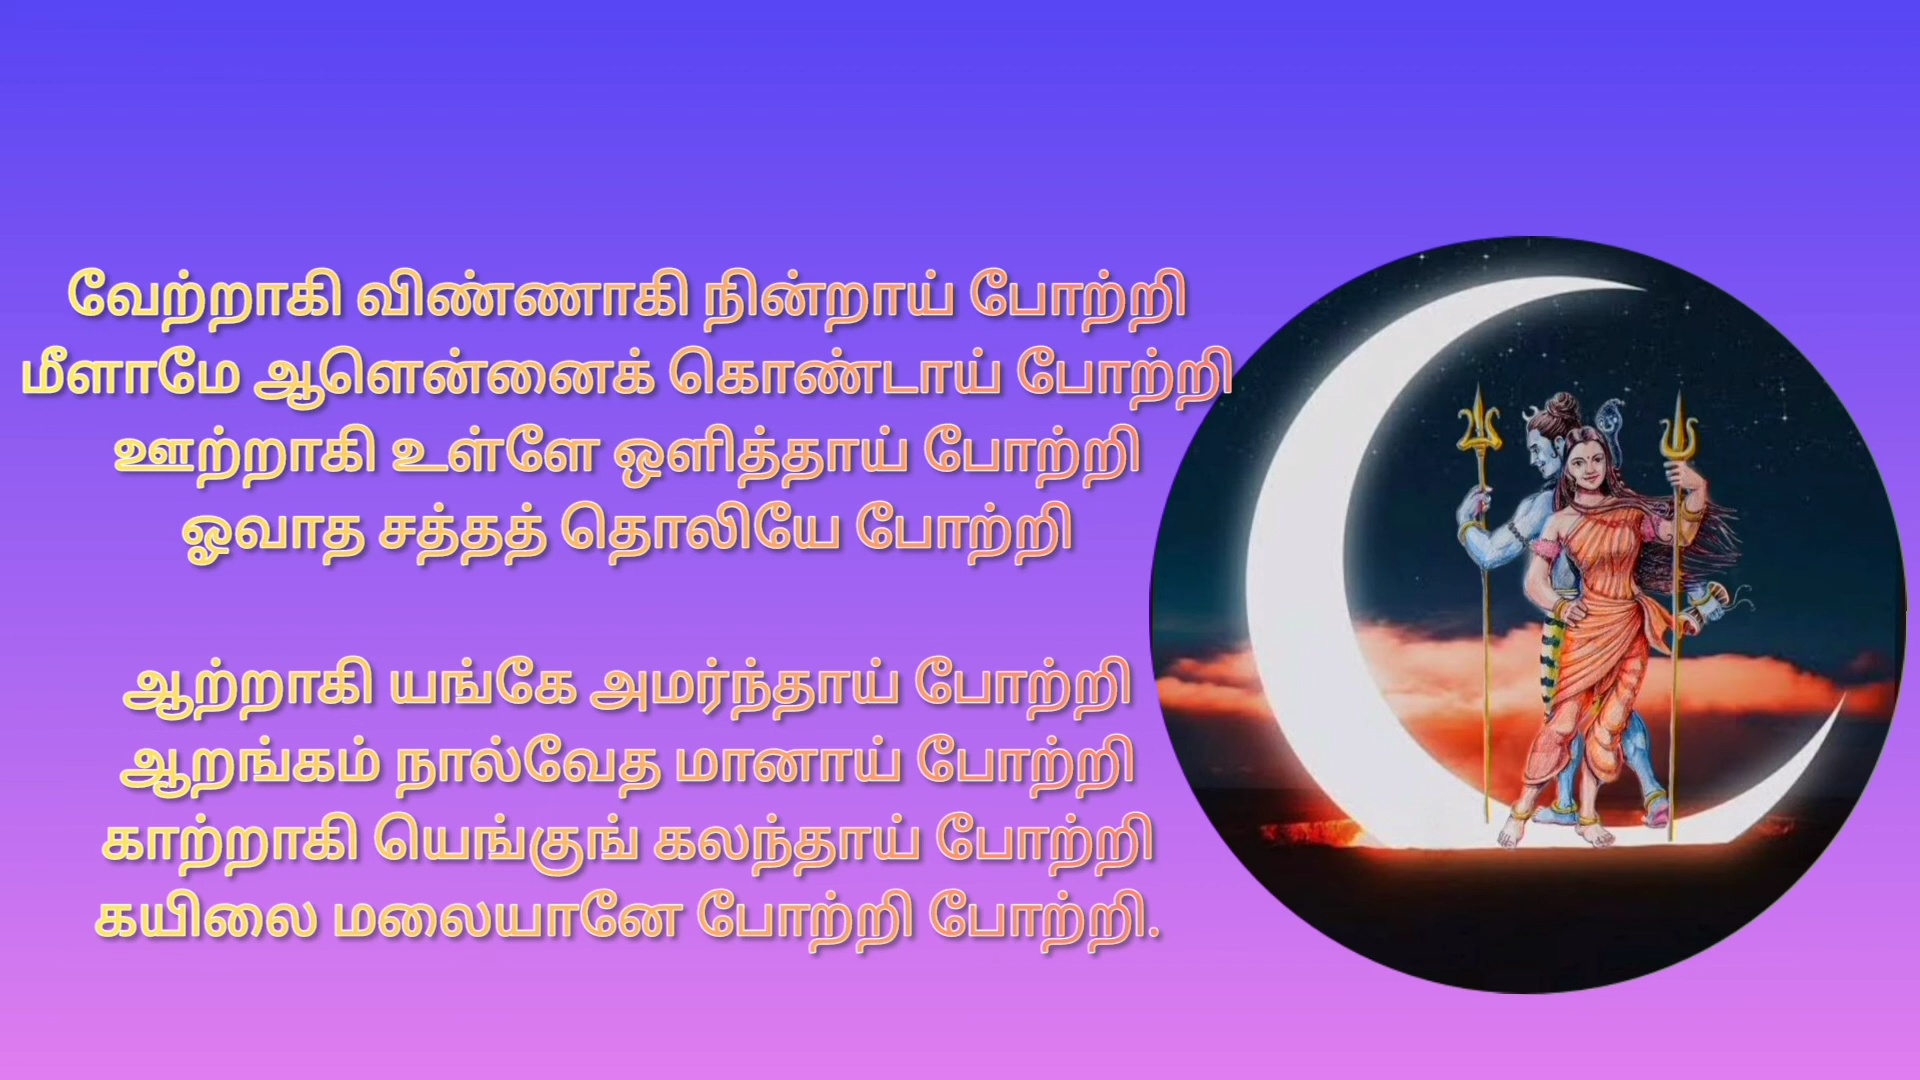 வேற்றாகி விண்ணாகி நின்றாய் போற்றி
மீளாமே ஆளென்னைக் கொண்டாய் போற்றி
ஊற்றாகி உள்ளே ஒளித்தாய் போற்றி
ஓவாத சத்தத் தொலியே போற்றி
ஆற்றாகி யங்கே அமர்ந்தாய் போற்றி
ஆறங்கம் நால்வேத மானாய் போற்றி
காற்றாகி யெங்குங் கலந்தாய் போற்றி
கயிலை மலையானே போற்றி போற்றி.